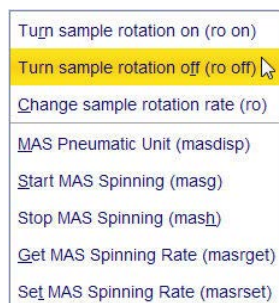 Turn sample rotation on (ro on)
Turn sample rotation off (ro off)
Change sample rotation rate (ro)
MAS Pneumatic Unit (masdisp)
Start MAS Spinning (masg)
Stop MAS Spinning (mash)
Get MAS Spinning Rate (masrget)
Set MAS Spinning Rate (masrset)